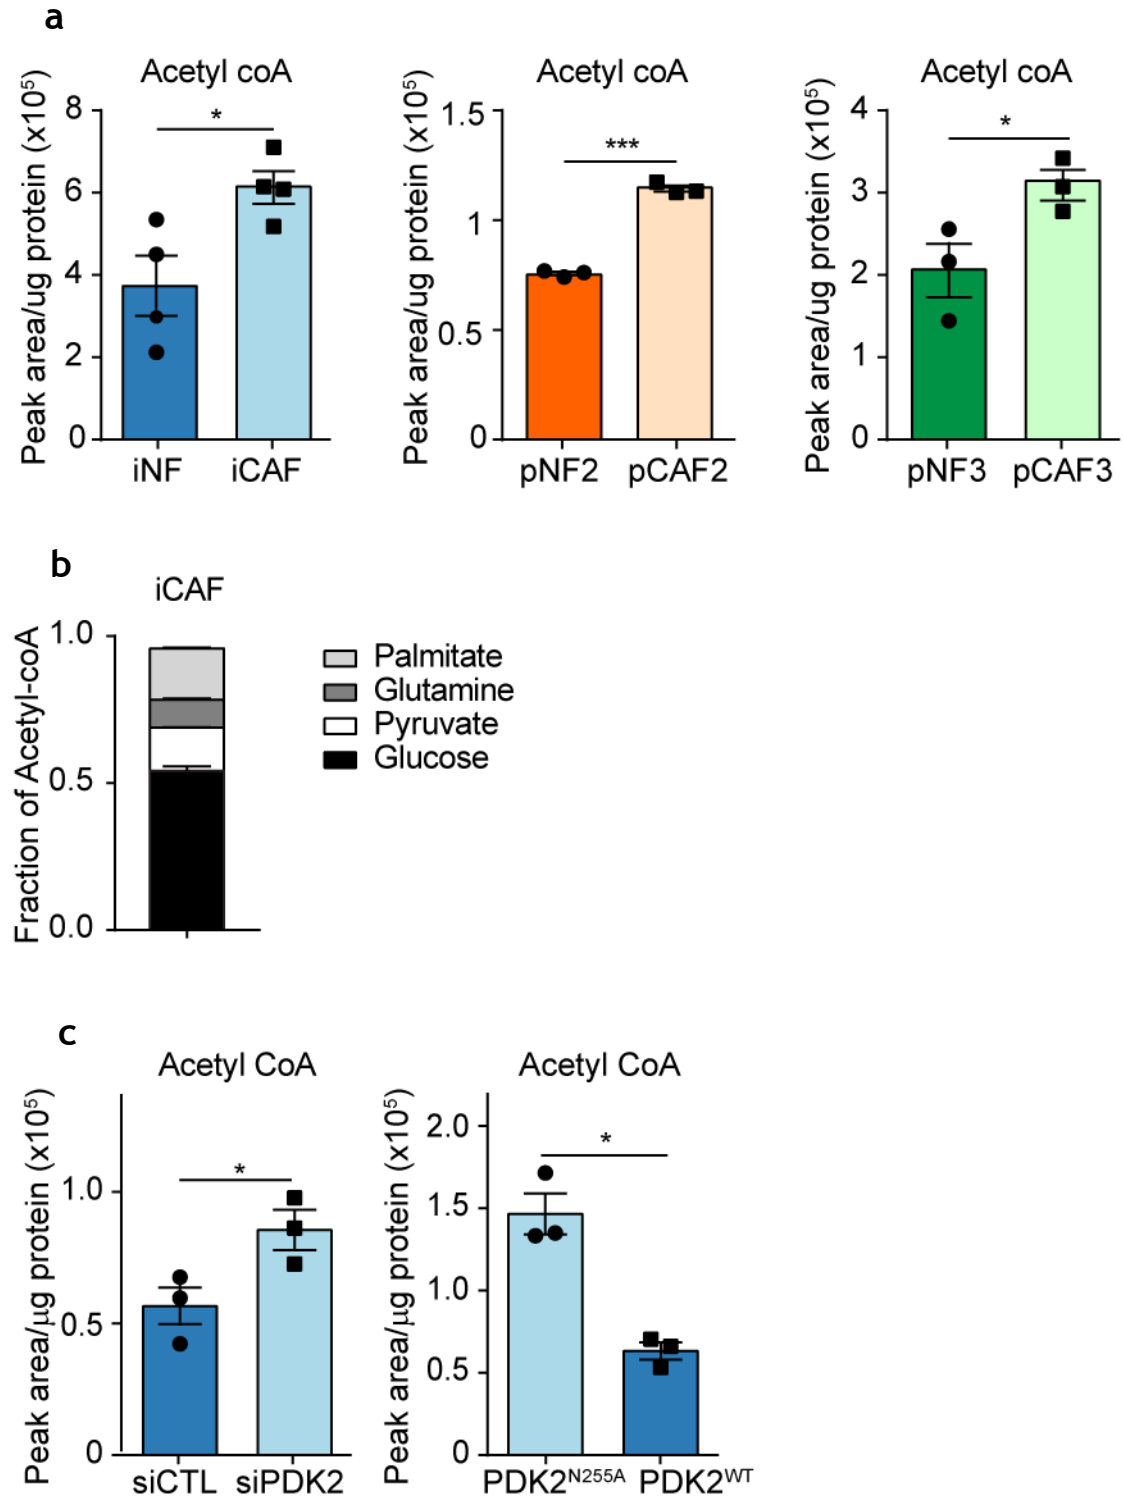 a
Acetyl coA
Peak area/ug protein (x10⁵)
8
6
4
2
0
*
iNF iCAF
Acetyl coA
Peak area/ug protein (x10⁵)
1.5
1
0.5
0
***
pNF2 pCAF2
Acetyl coA
Peak area/ug protein (x10⁵)
4
3
2
1
0
*
pNF3 pCAF3
b
iCAF
Fraction of Acetyl-coA
1.0
0.5
0.0
Palmitate
Glutamine
Pyruvate
Glucose
c
Acetyl CoA
Peak area/µg protein (x10⁵)
1.0
0.5
0
*
siCTL siPDK2
Acetyl CoA
Peak area/µg protein (x10⁵)
2.0
1.5
1.0
0.5
0
*
PDK2ᴺ²⁵⁵ᴬ PDK2ᵂᵀ